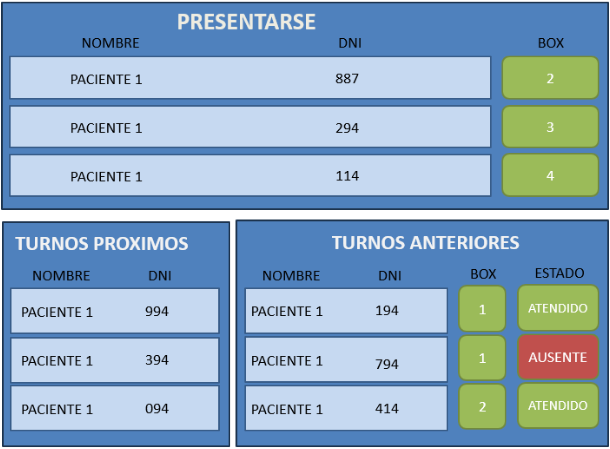 PRESENTARSE
NOMBRE DNI BOX
PACIENTE 1 887 2
PACIENTE 1 294 3
PACIENTE 1 114 4
TURNOS PROXIMOS
NOMBRE DNI
PACIENTE 1 994
PACIENTE 1 394
PACIENTE 1 094
TURNOS ANTERIORES
NOMBRE DNI BOX ESTADO
PACIENTE 1 194 1 ATENDIDO
PACIENTE 1 794 1 AUSENTE
PACIENTE 1 414 2 ATENDIDO